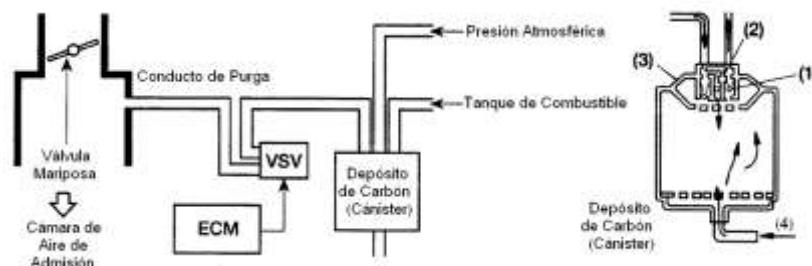 Presión Atmosférica
Conducto de Purga
Tanque de Combustible
Válvula
Mariposa
VSV
Depósito
de Carbón
(Cánister)
Cámara de
Aire de
Admisión
ECM
(2)
(3)
(1
Depósito
de Carbón
(Cánister)
(4)